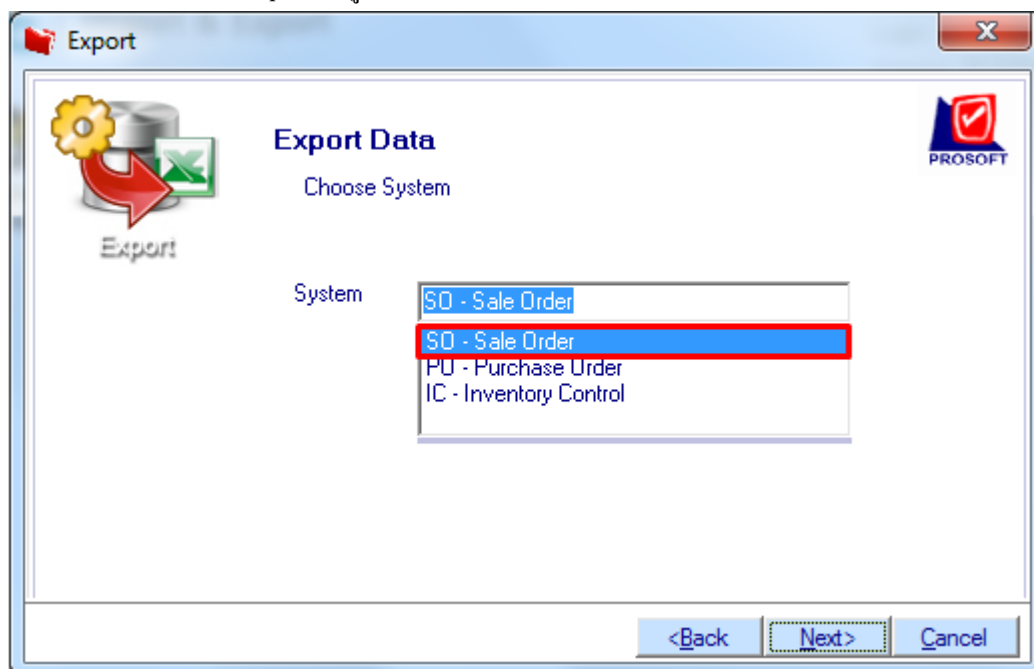 Export
Export Data
PROSOFT
Choose System
Export
System
SO - Sale Order
SO - Sale Order
PO - Purchase Order
IC - Inventory Control
<Back
Next>
Cancel